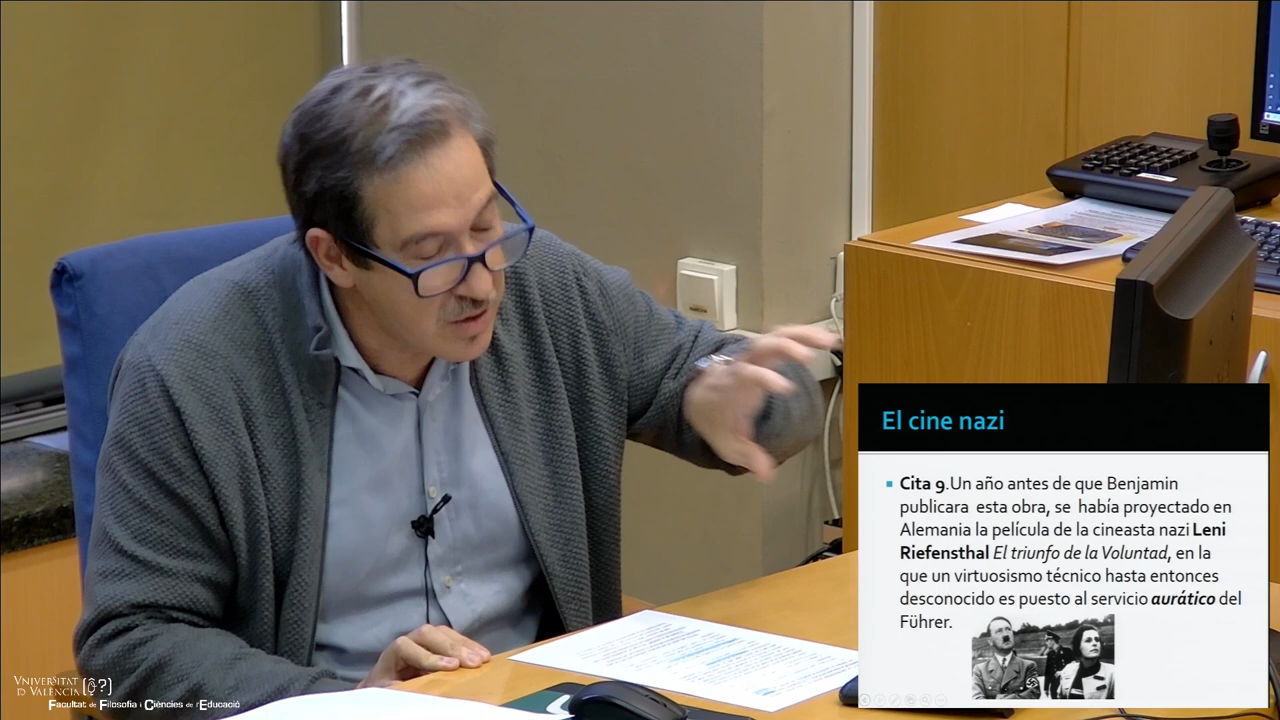 El cine nazi
Cita 9.Un año antes de que Benjamin
publicara esta obra, se había proyectado en
Alemania la película de la cineasta nazi Leni
Riefensthal El triunfo de la Voluntad, en la
que un virtuosismo técnico hasta entonces
desconocido es puesto al servicio aurático del
Führer.
VNIVERSITAT
D VALÈNCIA (ò?)
Facultat de Filosofia i Ciències de l'Educació